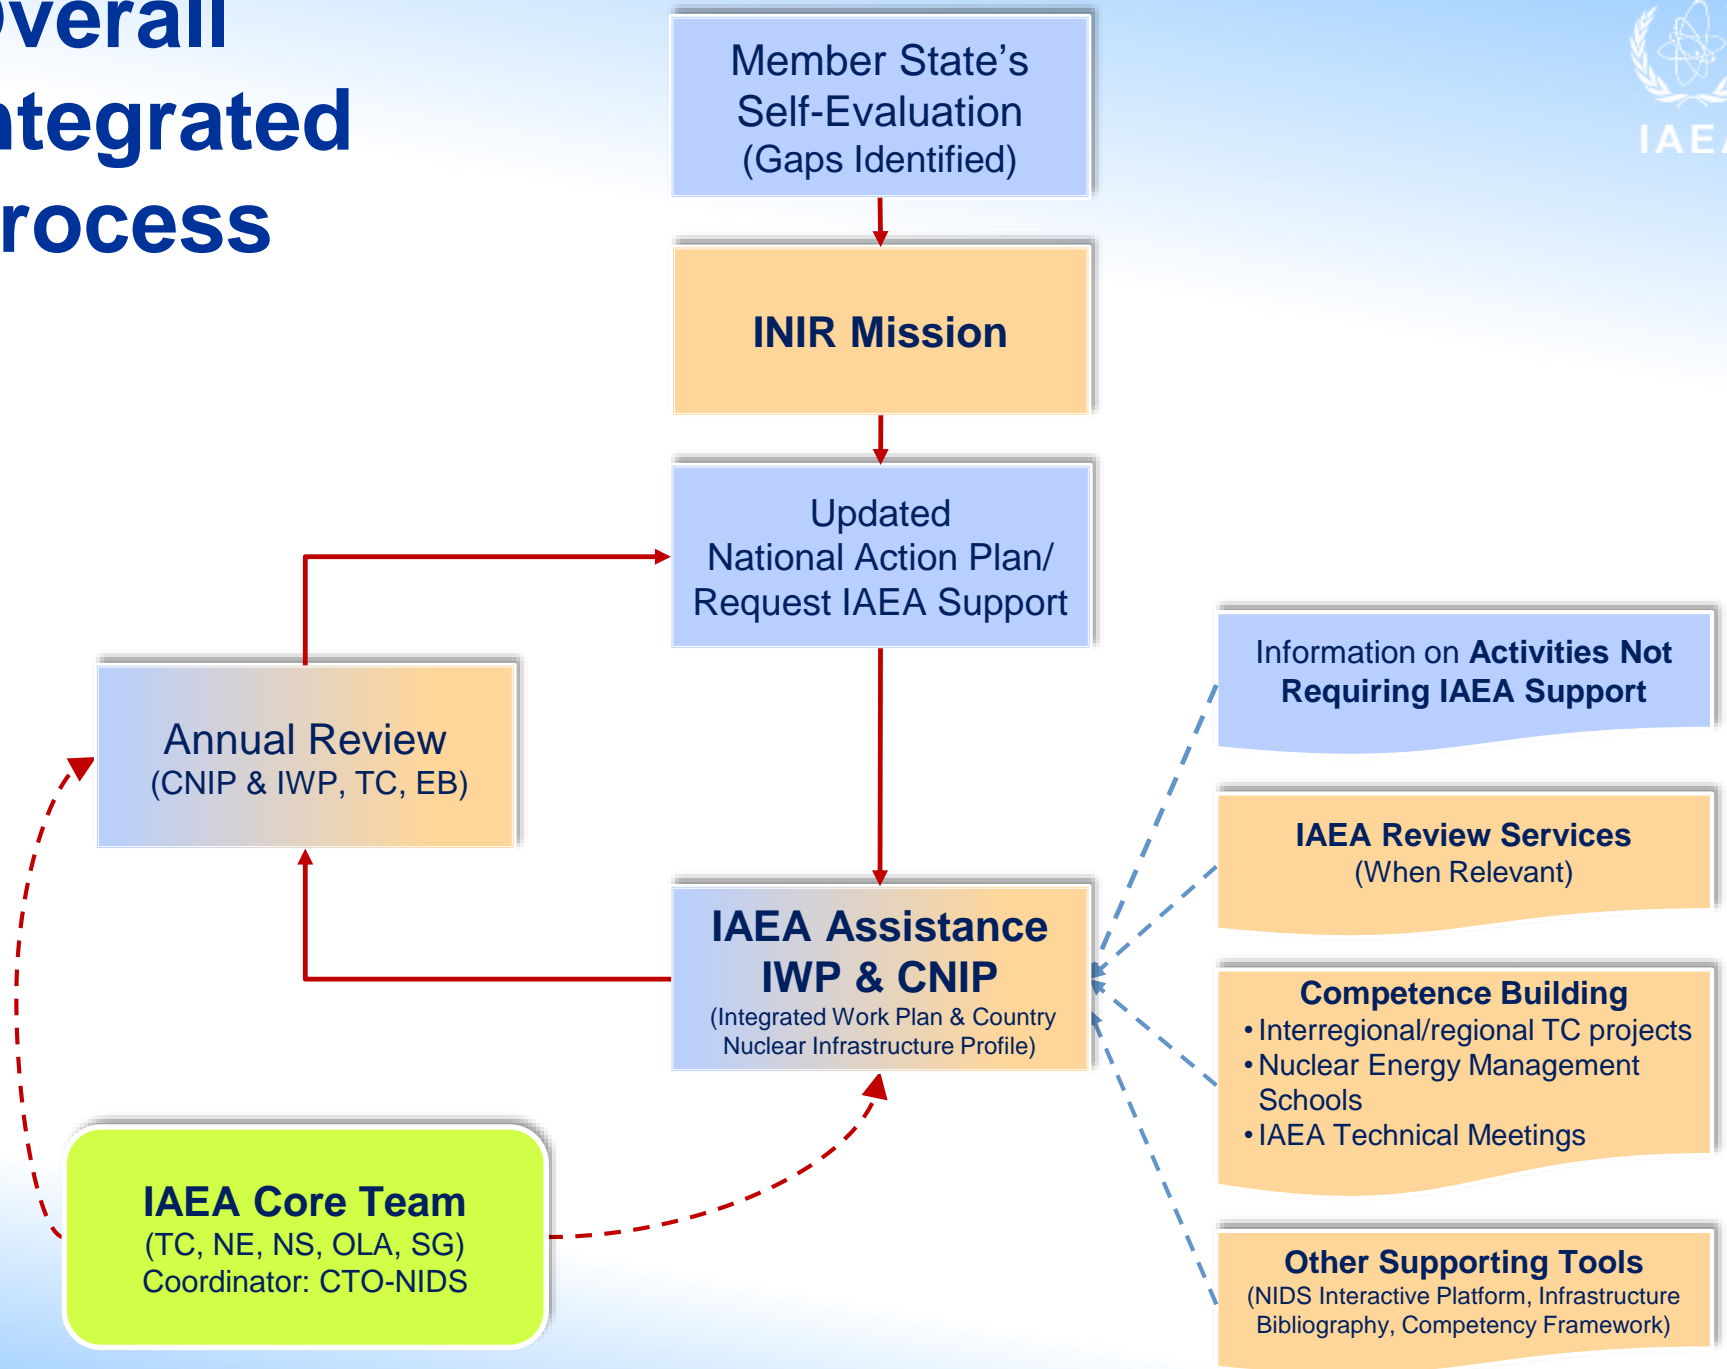 Overall
ntegrated
rocess
IAEA
Member State's
Self-Evaluation
(Gaps Identified)
INIR Mission
Updated
National Action Plan/
Request IAEA Support
Annual Review
(CNIP & IWP, TC, EB)
IAEA Assistance
IWP & CNIP
(Integrated Work Plan & Country
Nuclear Infrastructure Profile)
IAEA Core Team
(TC, NE, NS, OLA, SG)
Coordinator: CTO-NIDS
Information on Activities Not
Requiring IAEA Support
IAEA Review Services
(When Relevant)
Competence Building
• Interregional/regional TC projects
• Nuclear Energy Management
Schools
• IAEA Technical Meetings
Other Supporting Tools
(NIDS Interactive Platform, Infrastructure
Bibliography, Competency Framework)